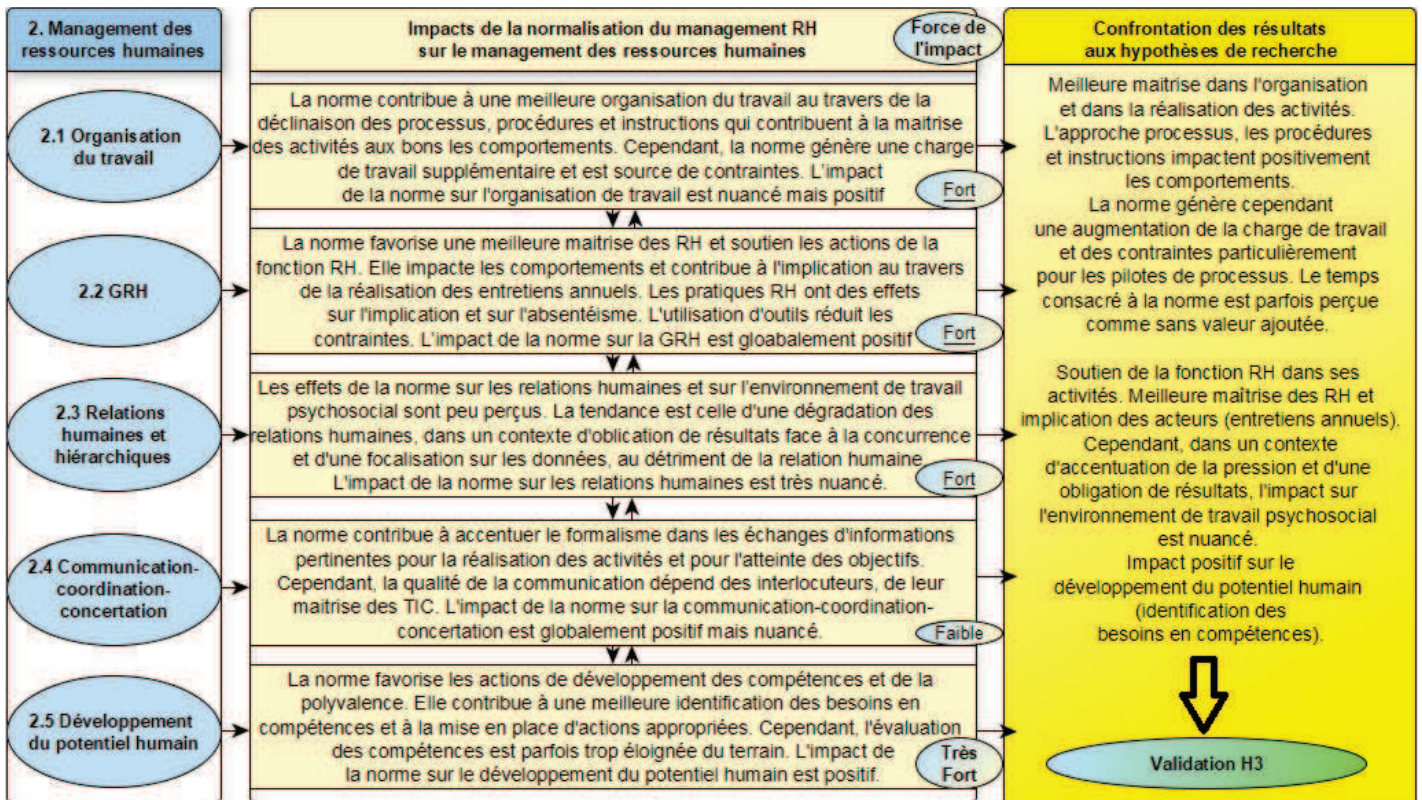 2. Management des
ressources humaines
Impacts de la normalisation du management RH
sur le management des ressources humaines
Force de
l'impact
Confrontation des résultats
aux hypothèses de recherche
2.1 Organisation
du travail
La norme contribue à une meilleure organisation du travail au travers de la
déclinaison des processus, procédures et instructions qui contribuent à la maitrise
des activités aux bons les comportements. Cependant, la norme génère une charge
de travail supplémentaire et est source de contraintes. L'impact
de la norme sur l'organisation de travail est nuancé mais positif
Fort
2.2 GRH
La norme favorise une meilleure maitrise des RH et soutien les actions de la
fonction RH. Elle impacte les comportements et contribue à l'implication au travers
de la réalisation des entretiens annuels. Les pratiques RH ont des effets
sur l'implication et sur l'absentéisme. L'utilisation d'outils réduit les
contraintes. L'impact de la norme sur la GRH est gloabalement positif
Fort
2.3 Relations
humaines et
hiérarchiques
Les effets de la norme sur les relations humaines et sur l'environnement de travail
psychosocial sont peu perçus. La tendance est celle d'une dégradation des
relations humaines, dans un contexte d'oblication de résultats face à la concurrence
et d'une focalisation sur les données, au détriment de la relation humaine
L'impact de la norme sur les relations humaines est très nuancé.
Fort
2.4 Communication-
coordination-
concertation
La norme contribue à accentuer le formalisme dans les échanges d'informations
pertinentes pour la réalisation des activités et pour l'atteinte des objectifs.
Cependant, la qualité de la communication dépend des interlocuteurs, de leur
maitrise des TIC. L'impact de la norme sur la communication-coordination-
concertation est globalement positif mais nuancé.
Faible
2.5 Développement
du potentiel humain
La norme favorise les actions de développement des compétences et de la
polyvalence. Elle contribue à une meilleure identification des besoins en
compétences et à la mise en place d'actions appropriées. Cependant, l'évaluation
des compétences est parfois trop éloignée du terrain. L'impact de
la norme sur le développement du potentiel humain est positif.
Très
Fort
Meilleure maitrise dans l'organisation
et dans la réalisation des activités.
L'approche processus, les procédures
et instructions impactent positivement
les comportements.
La norme génère cependant
une augmentation de la charge de travail
et des contraintes particulièrement
pour les pilotes de processus. Le temps
consacré à la norme est parfois perçue
comme sans valeur ajoutée.
Soutien de la fonction RH dans ses
activités. Meilleure maîtrise des RH et
implication des acteurs (entretiens annuels).
Cependant, dans un contexte
d'accentuation de la pression et d'une
obligation de résultats, l'impact sur
l'environnement de travail psychosocial
est nuancé.
Impact positif sur le
développement du potentiel humain
(identification des
besoins en compétences).
Validation H3